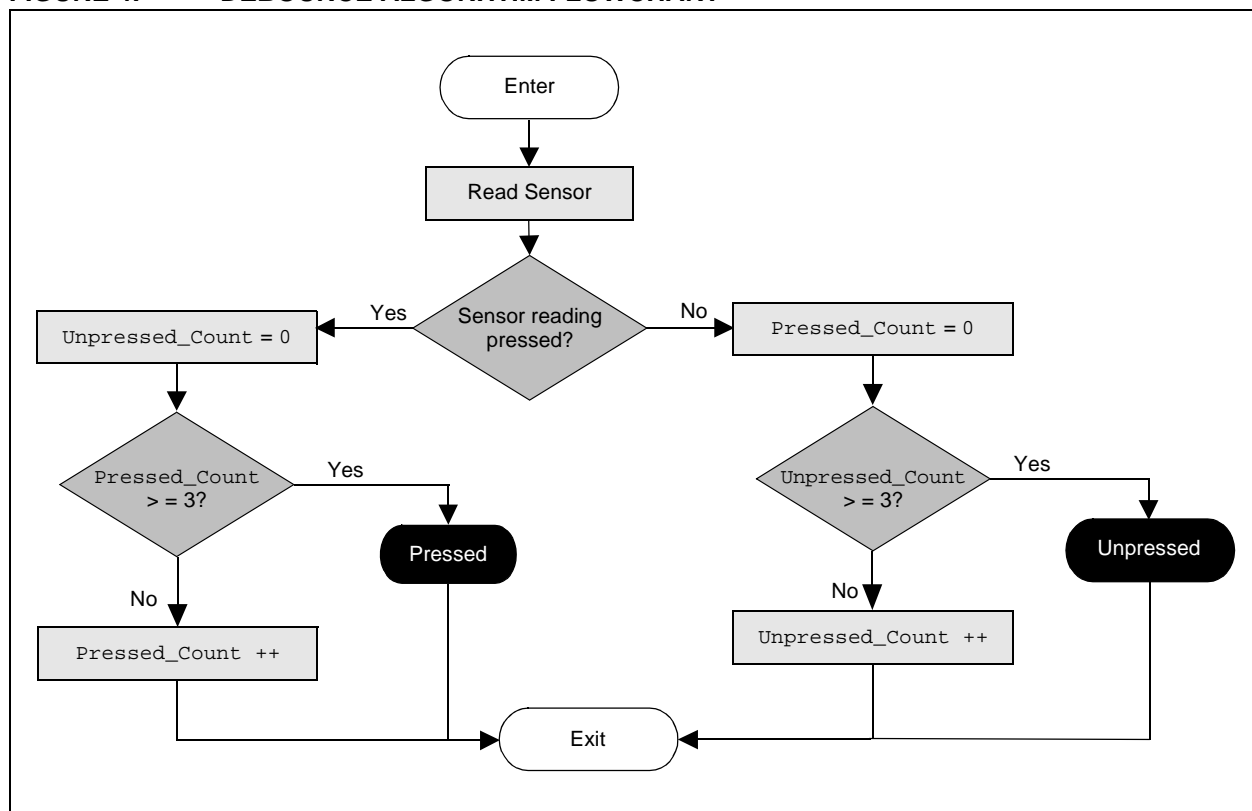 Enter
Read Sensor
Sensor reading
pressed?
Yes
No
Unpressed_Count = 0
Pressed_Count = 0
Pressed_Count
> = 3?
Yes
Unpressed_Count
> = 3?
Yes
Pressed
Unpressed
No
No
Pressed_Count ++
Unpressed_Count ++
Exit